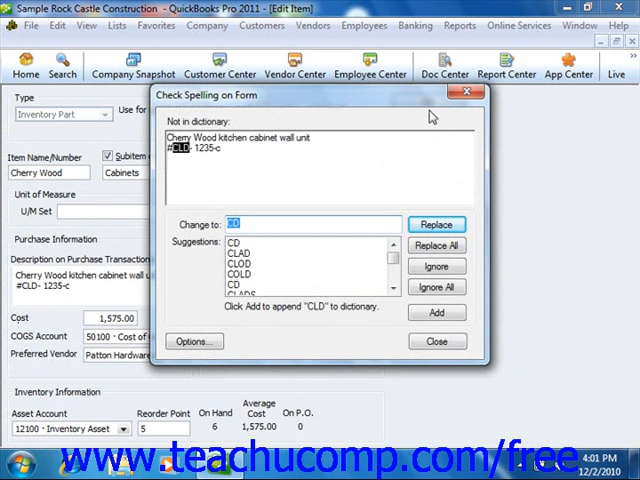 Sample Rock Castle Construction - QuickBooks Pro 2011 - [Edit Item]
File Edit View Lists Favorites Company Customers Vendors Employees Banking Reports Online Services Window Help
Home Search Company Snapshot Customer Center Vendor Center Employee Center Doc Center Report Center App Center Live
Type
Inventory Part
Use for
Item Name/Number
Subitem
Cherry Wood
Cabinets
Unit of Measure
U/M Set
Purchase Information
Description on Purchase Transaction
Cherry Wood kitchen cabinet wall u
#CLD- 1235-c
Cost
1,575.00
COGS Account
50100 · Cost of
Preferred Vendor
Patton Hardware
Inventory Information
Asset Account
12100 · Inventory Asset
Reorder Point
5
On Hand
6
Average
Cost
1,575.00
On P.O.
0
Check Spelling on Form
Not in dictionary:
Cherry Wood kitchen cabinet wall unit
#CLD- 1235-c
Change to:
CD
Replace
Suggestions:
CD
CLAD
CLOD
COLD
CD
CLADS
Replace All
Ignore
Ignore All
Click Add to append "CLD" to dictionary.
Add
Options...
Close
www.teachucomp.com/free
4:01 PM
12/2/2010